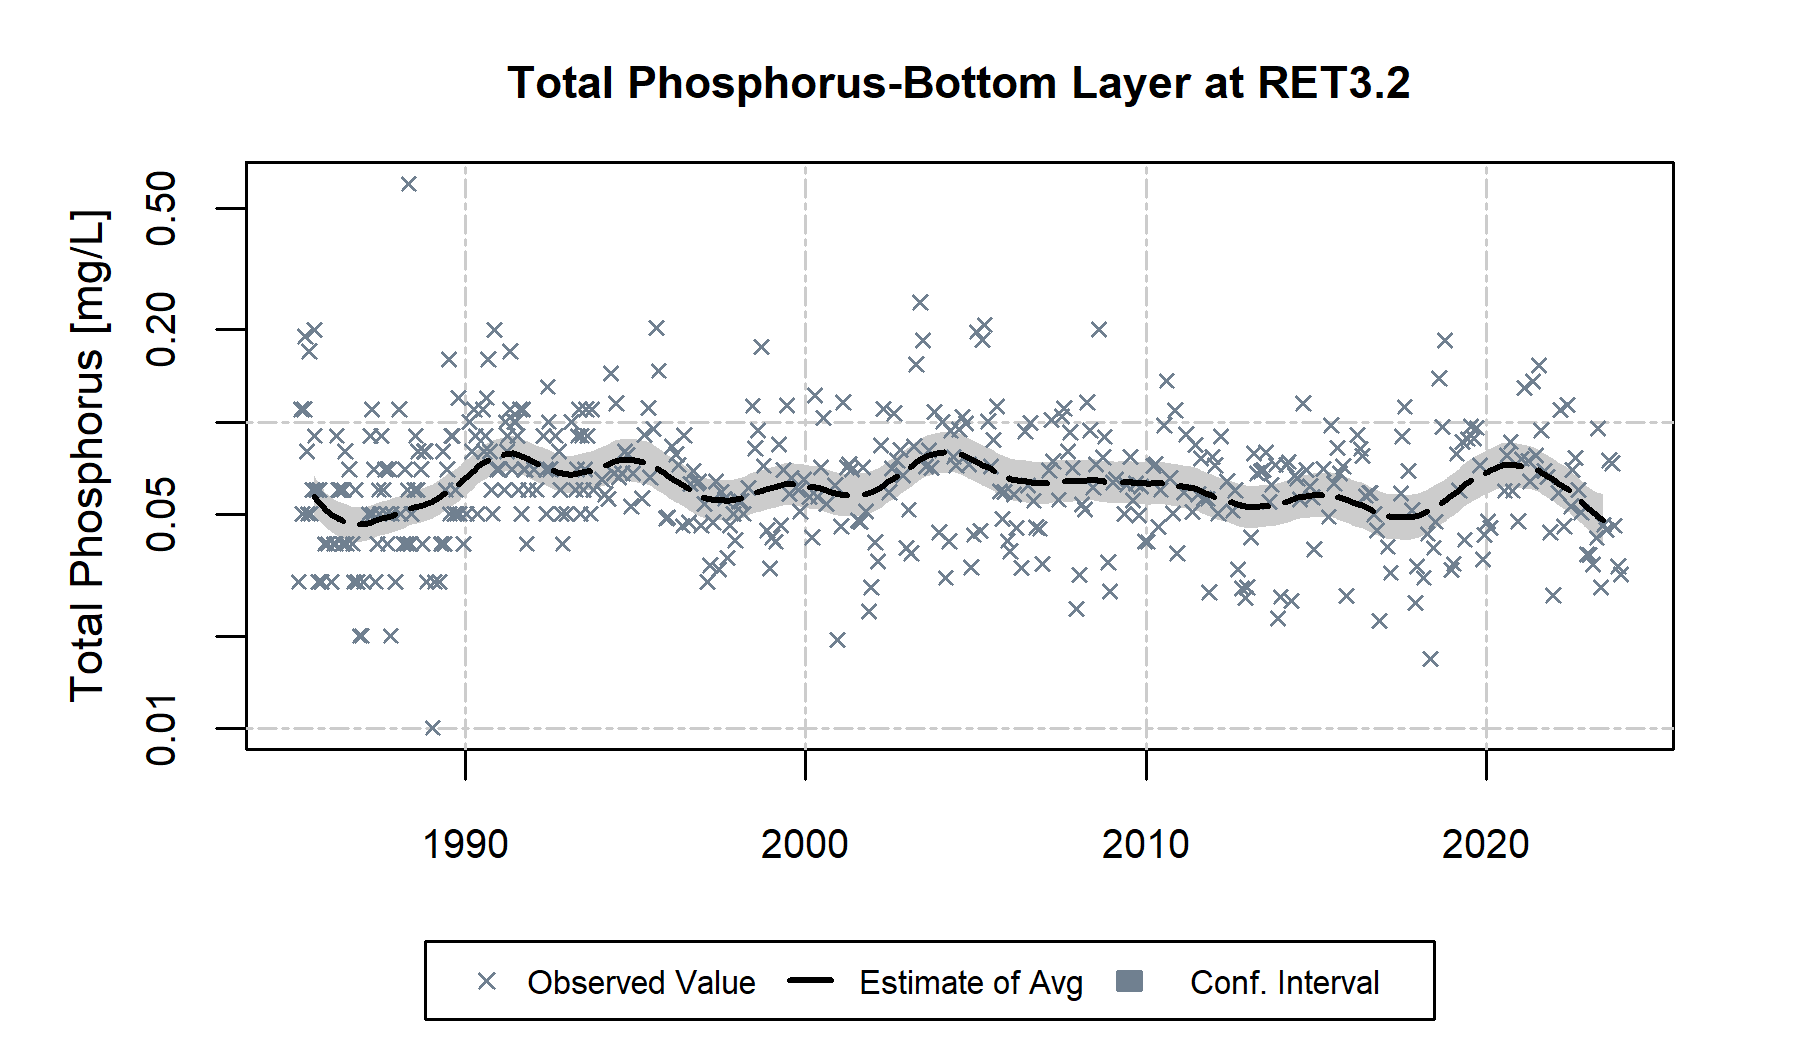 Total Phosphorus-Bottom Layer at RET3.2
Total Phosphorus [mg/L]
0.50
0.20
0.05
0.01
1990 2000 2010 2020
Observed Value Estimate of Avg Conf. Interval